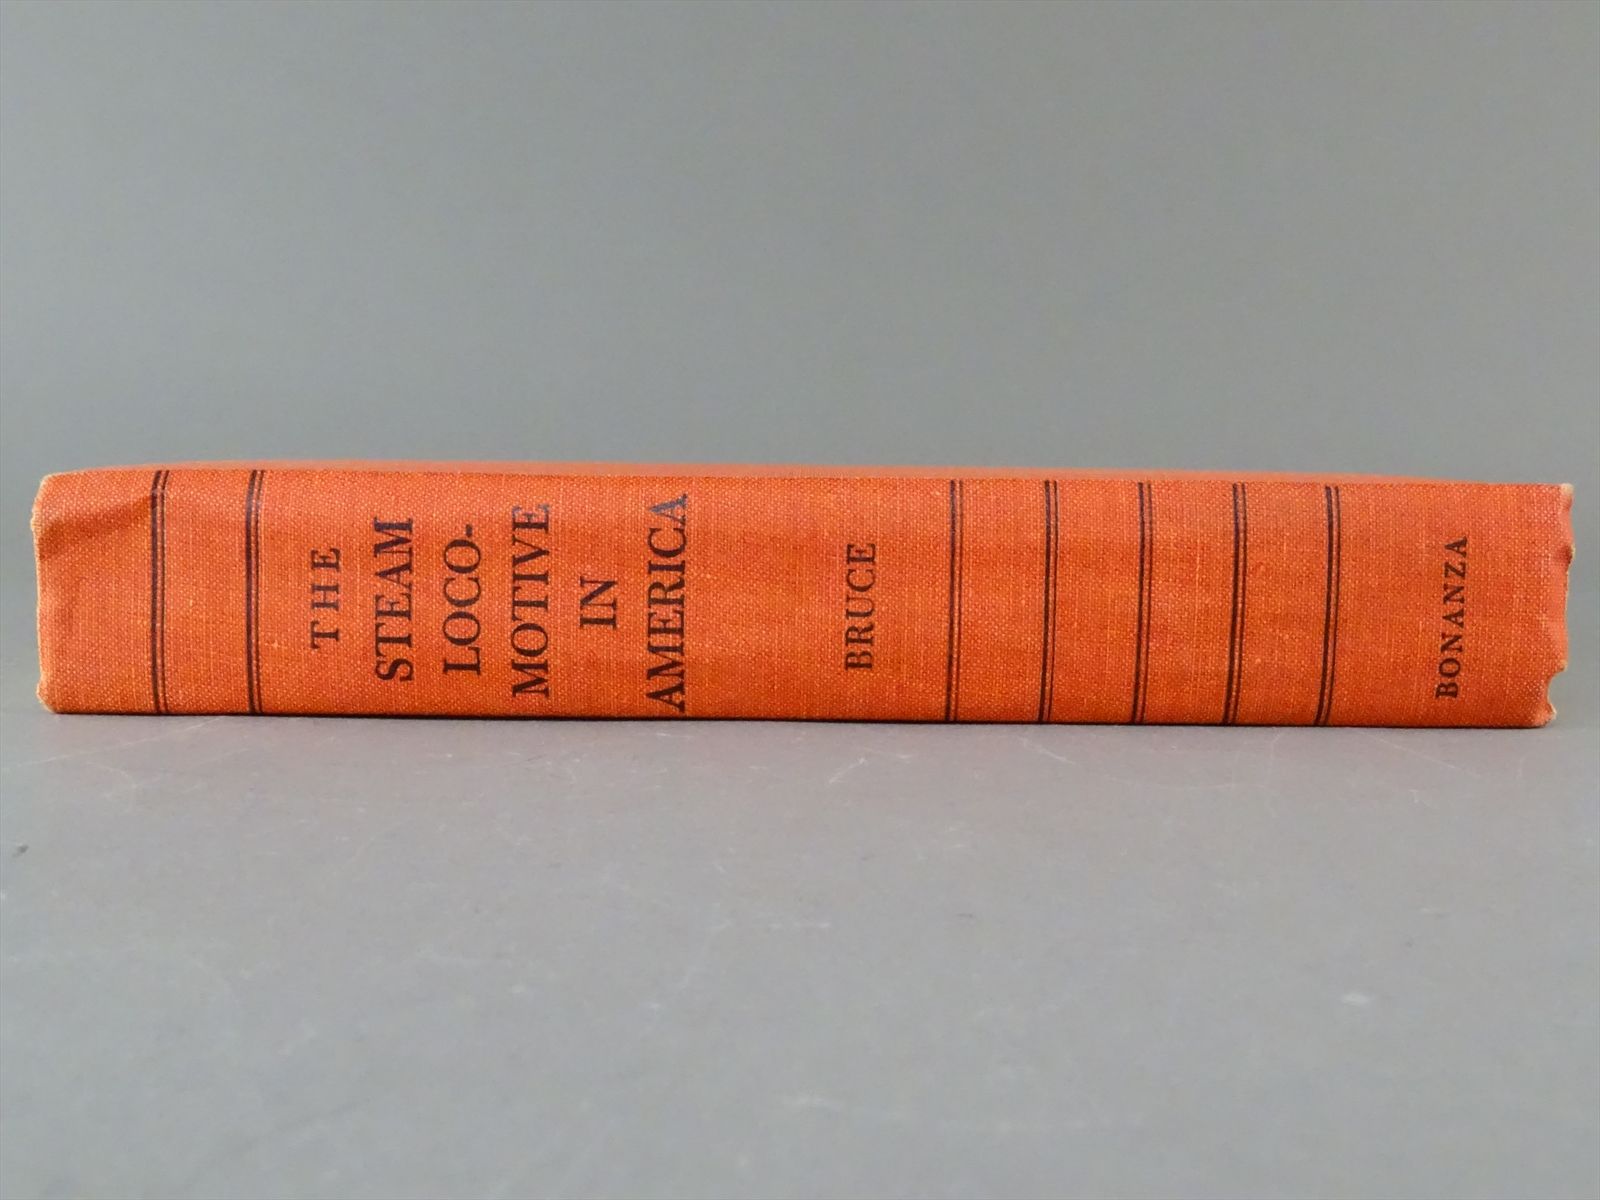 THE
STEAM
LOCO-
MOTIVE
IN
AMERICA
BRUCE
BONANZA